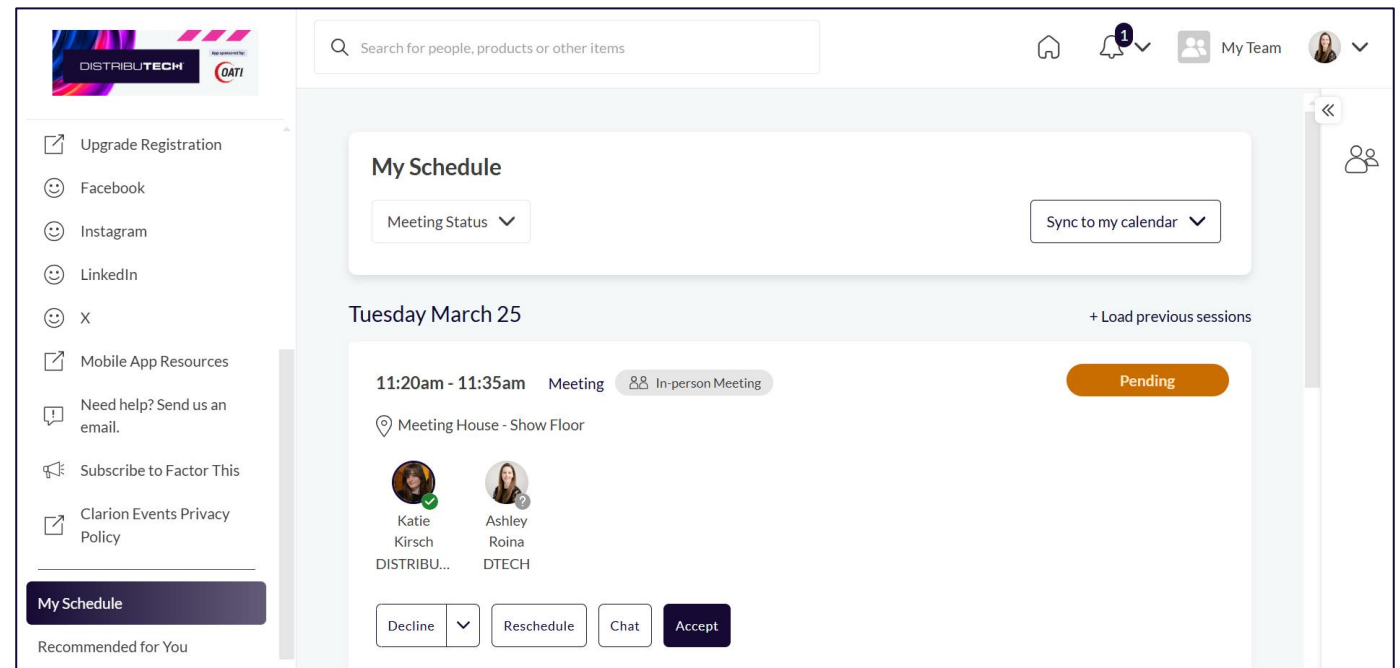 DISTRIBUTECH
App sponsored by:
OATI
Search for people, products or other items
1
My Team
Upgrade Registration
Facebook
Instagram
LinkedIn
X
Mobile App Resources
Need help? Send us an
email.
Subscribe to Factor This
Clarion Events Privacy
Policy
My Schedule
Recommended for You
My Schedule
Meeting Status
Sync to my calendar
Tuesday March 25
+ Load previous sessions
11:20am - 11:35am Meeting In-person Meeting
Pending
Meeting House - Show Floor
?
Katie
Kirsch
DISTRIBU...
Ashley
Roina
DTECH
Decline
Reschedule
Chat
Accept